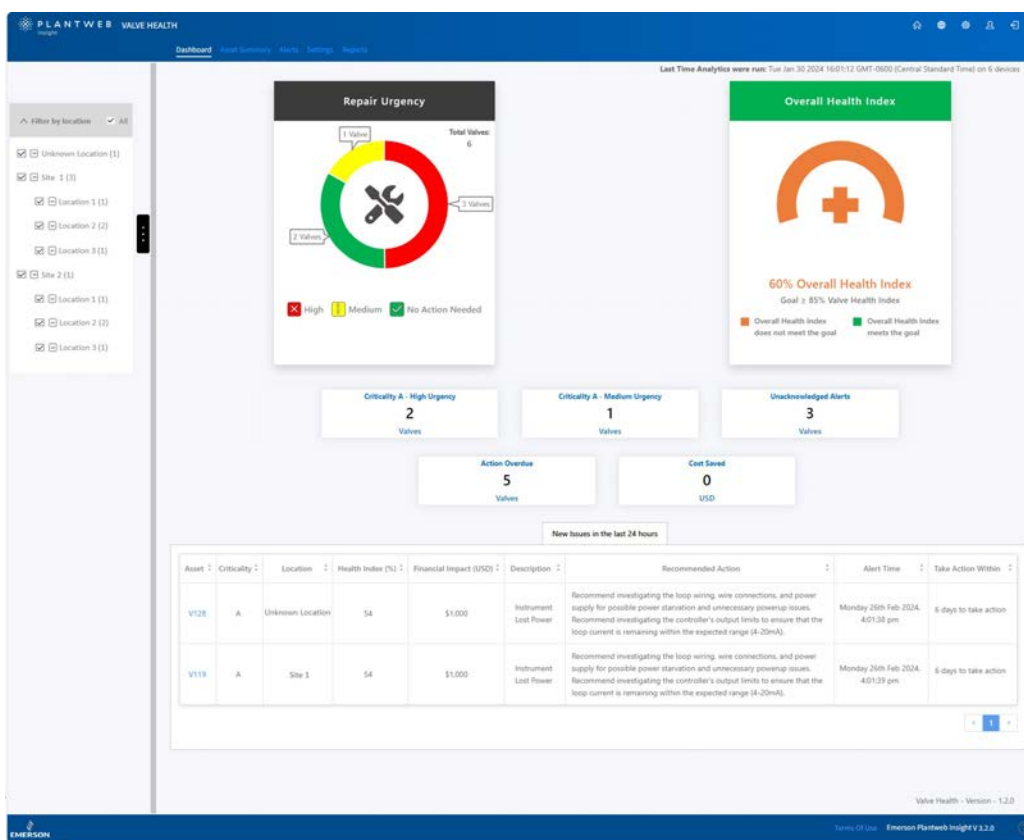 PLANTWEB VALVE HEALTH
Insight
Dashboard Asset Summary Alerts Settings Reports
Last Time Analytics were run: Tue Jan 30 2024 16:01:12 GMT-0600 (Central Standard Time) on 6 devices
Filter by location All
Unknown Location (1)
Site 1 (3)
Location 1 (1)
Location 2 (2)
Location 3 (1)
Site 2 (1)
Location 1 (1)
Location 2 (2)
Location 3 (1)
Repair Urgency
Total Valves:
6
1 Valve
3 Valves
2 Valves
High Medium No Action Needed
Overall Health Index
60% Overall Health Index
Goal ≥ 85% Valve Health Index
Overall Health Index
does not meet the goal
Overall Health Index
meets the goal
Criticality A - High Urgency
2
Valves
Criticality A - Medium Urgency
1
Valves
Unacknowledged Alerts
3
Valves
Action Overdue
5
Valves
Cost Saved
0
USD
New Issues in the last 24 hours
Asset Criticality Location Health Index (%) Financial Impact (USD) Description Recommended Action Alert Time Take Action Within
V128 A Unknown Location 54 $1,000
Instrument
Lost Power
Recommend investigating the loop wiring, wire connections, and power
supply for possible power starvation and unnecessary powerup issues.
Recommend investigating the controller's output limits to ensure that the
loop current is remaining within the expected range (4-20mA).
Monday 26th Feb 2024,
4:01:38 pm
6 days to take action
V119 A Site 1 54 $1,000
Instrument
Lost Power
Recommend investigating the loop wiring, wire connections, and power
supply for possible power starvation and unnecessary powerup issues.
Recommend investigating the controller's output limits to ensure that the
loop current is remaining within the expected range (4-20mA).
Monday 26th Feb 2024,
4:01:39 pm
6 days to take action
1
Valve Health - Version - 1.2.0
EMERSON
Terms Of Use Emerson Plantweb Insight V 3.2.0